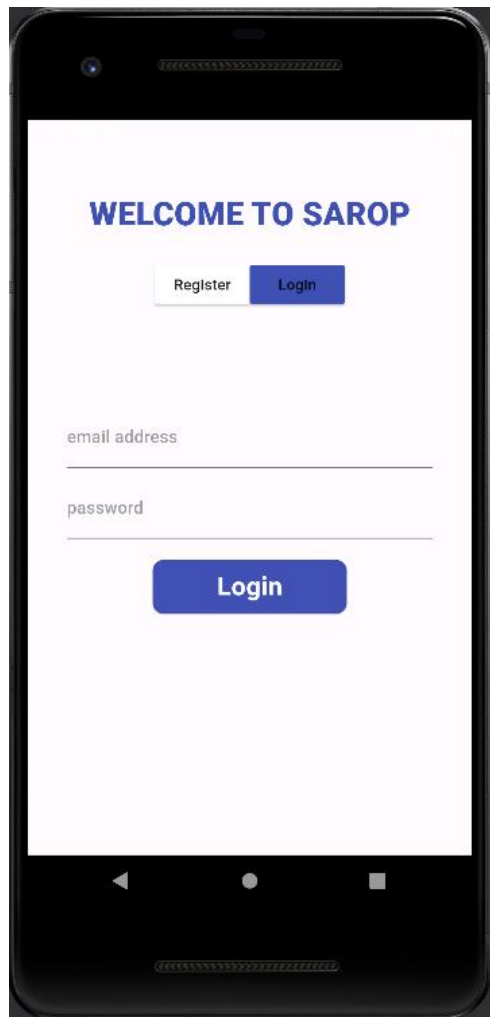 WELCOME TO SAROP
Register Login
email address
password
Login